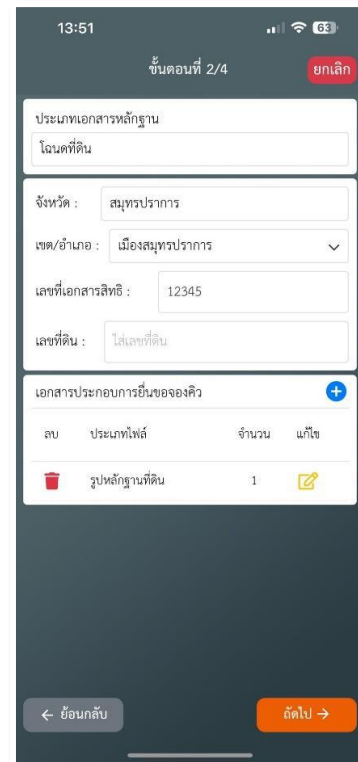 13:51
63
ขั้นตอนที่ 2/4
ยกเลิก
ประเภทเอกสารหลักฐาน
โฉนดที่ดิน
จังหวัด : สมุทรปราการ
เขต/อำเภอ : เมืองสมุทรปราการ
เลขที่เอกสารสิทธิ : 12345
เลขที่ดิน : ใส่เลขที่ดิน
เอกสารประกอบการยื่นขอจองคิว
ลบ ประเภทไฟล์ จำนวน แก้ไข
รูปหลักฐานที่ดิน 1
← ย้อนกลับ
ถัดไป →